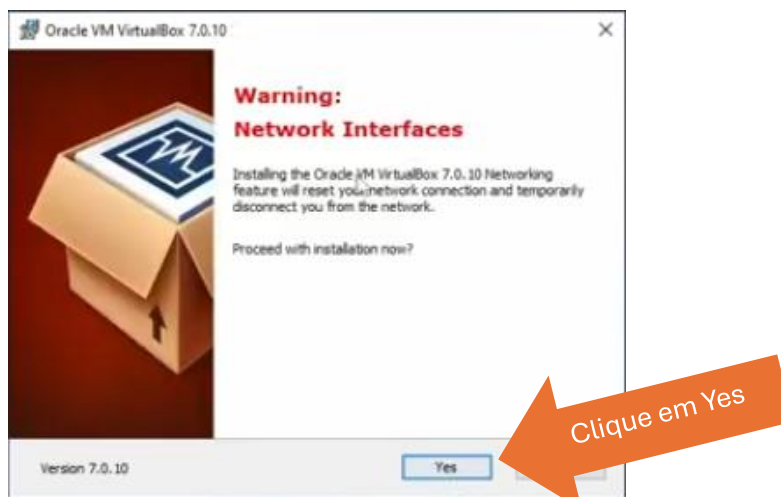 Oracle VM VirtualBox 7.0.10
Warning:
Network Interfaces
Installing the Oracle VM VirtualBox 7.0.10 Networking
feature will reset your network connection and temporarily
disconnect you from the network.
Proceed with installation now?
Version 7.0.10
Yes
Clique em Yes